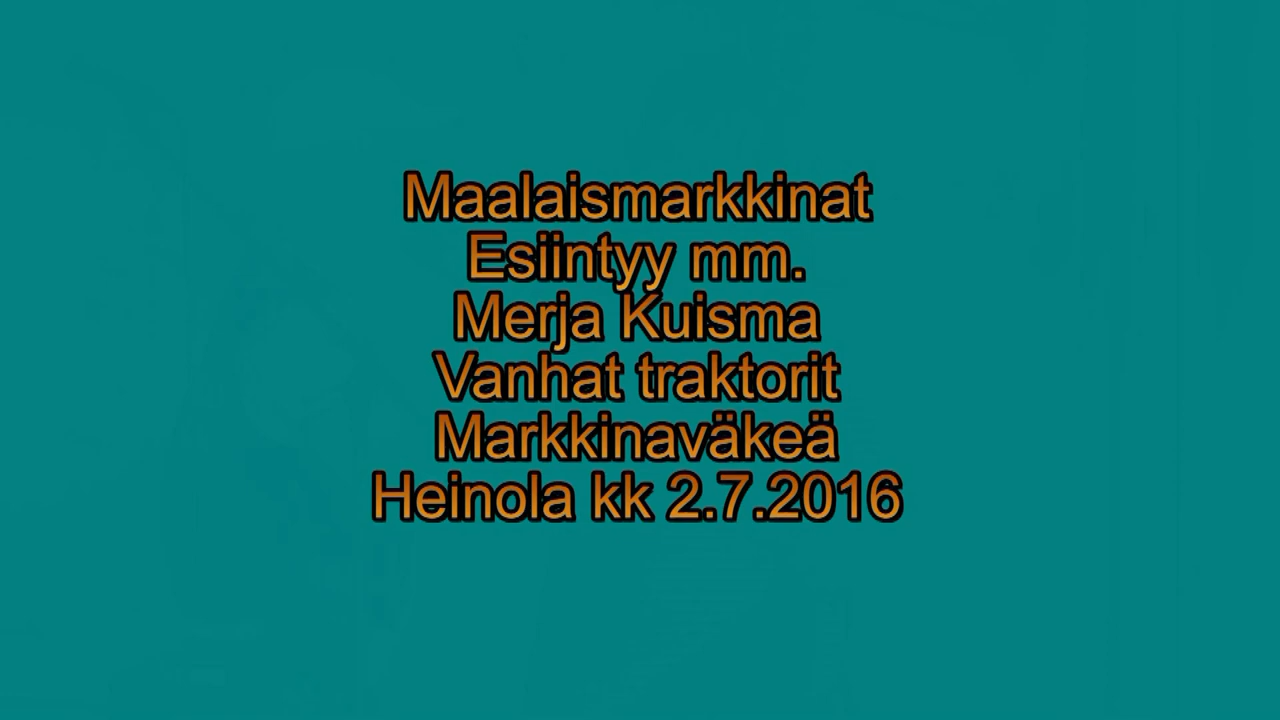 Maalaismarkkinat
Esiintyy mm.
Merja Kuisma
Vanhat traktorit
Markkinaväkeä
Heinola kk 2.7.2016